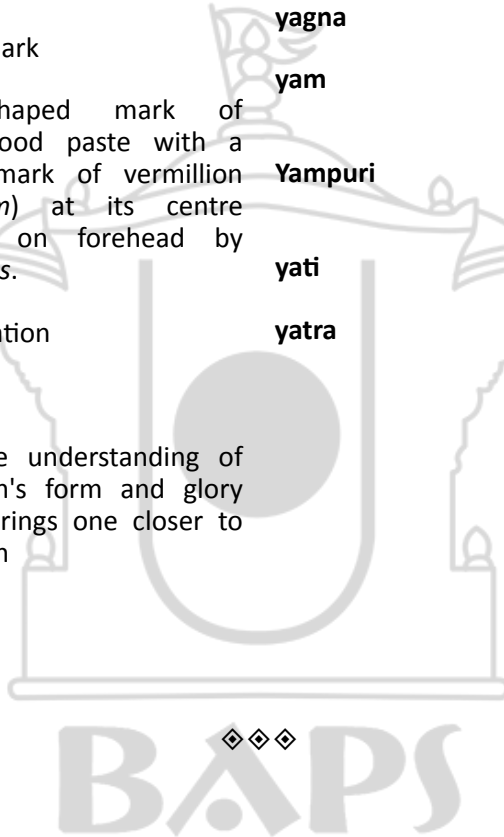 ark
haped mark of
ood paste with a
mark of vermillion
n) at its centre
on forehead by
s.
tion
e understanding of
n's form and glory
rings one closer to
n
yagna
yam
Yampuri
yati
yatra
BAPS